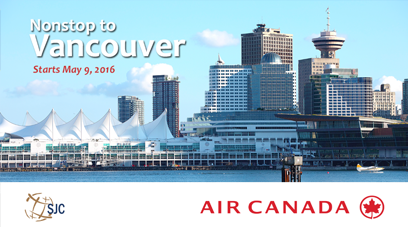 Nonstop to
Vancouver
Starts May 9, 2016
SJC
AIR CANADA